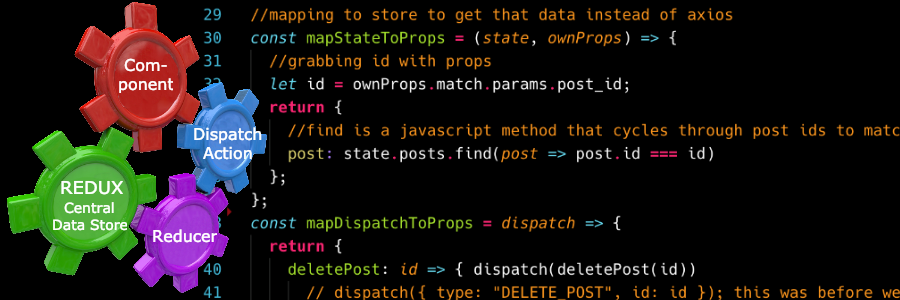 Com-
ponent
Dispatch
Action
REDUX
Central
Data Store
Reducer
29 //mapping to store to get that data instead of axios
30 const mapStateToProps = (state, ownProps) => {
31 //grabbing id with props
let id = ownProps.match.params.post_id;
return {
//find is a javascript method that cycles through post ids to matc
post: state.posts.find(post => post.id === id)
};
};
const mapDispatchToProps = dispatch => {
return {
40 deletePost: id => { dispatch(deletePost(id))
41 // dispatch({ type: "DELETE_POST", id: id }); this was before we